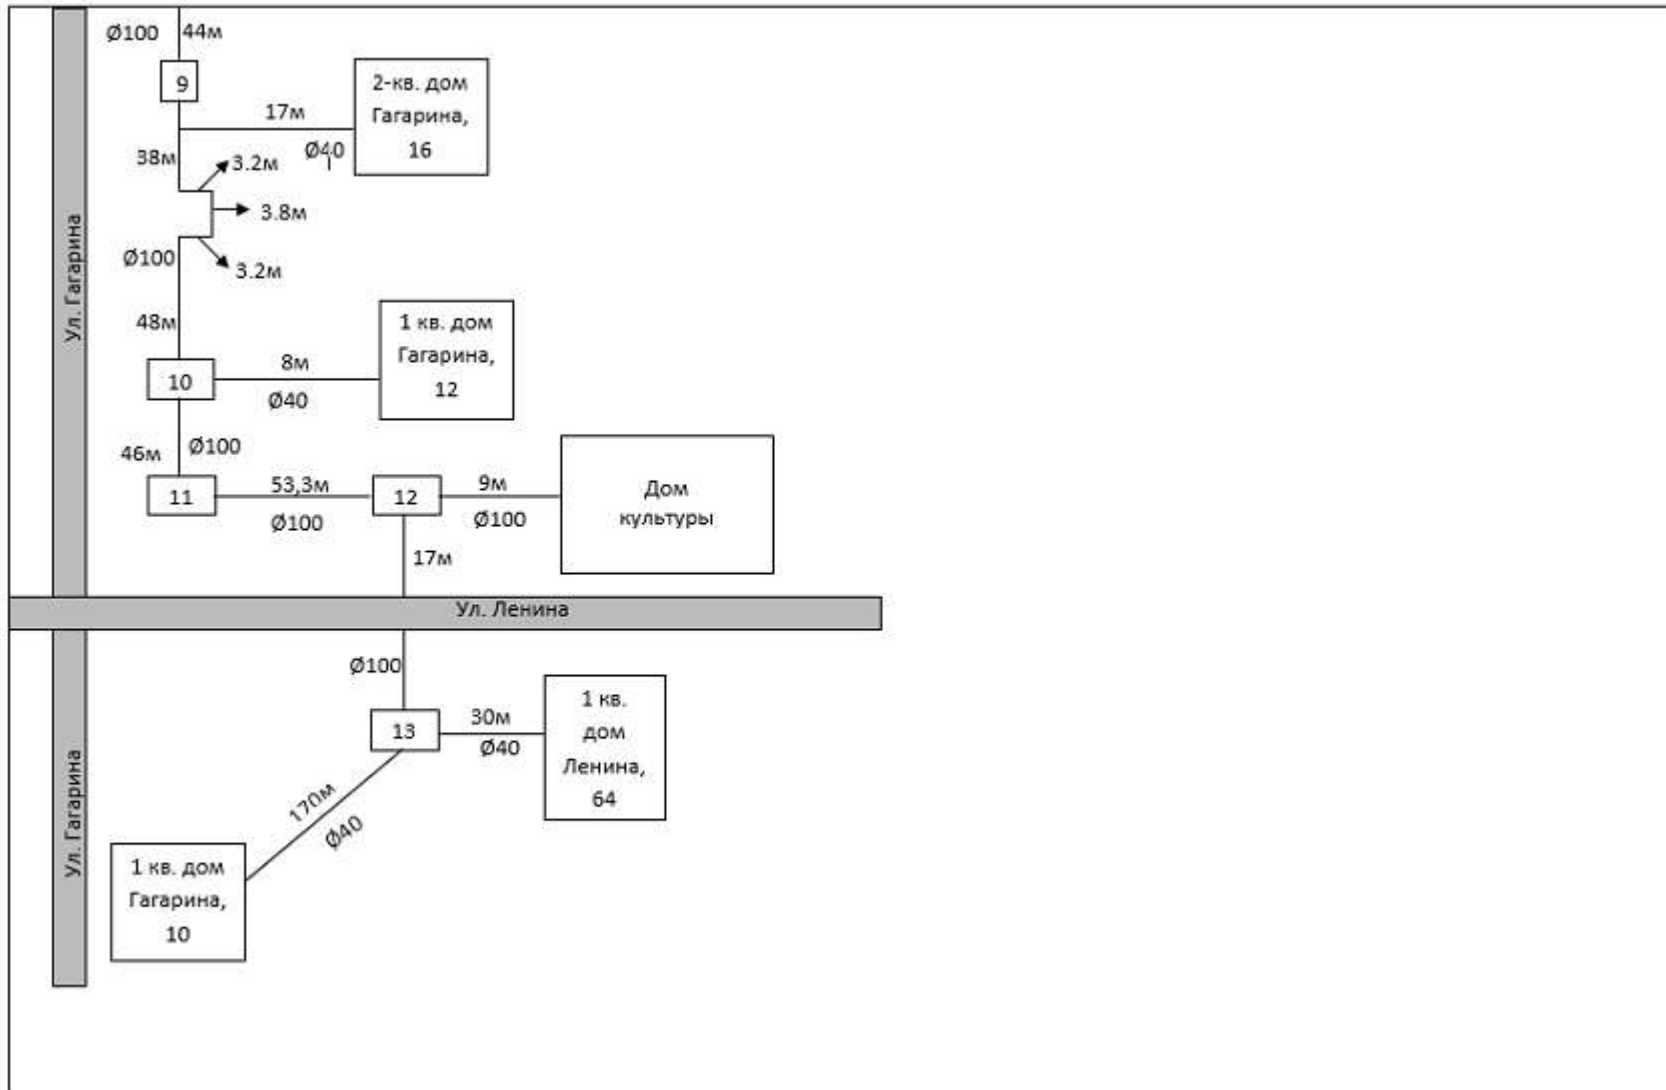 Ø100
44м
9
2-кв. дом
Гагарина,
16
17м
Ø40
38м
3.2м
3.8м
3.2м
Ø100
Ул. Гагарина
48м
1 кв. дом
Гагарина,
12
10
8м
Ø40
46м
Ø100
11
53,3м
Ø100
12
9м
Ø100
Дом
культуры
17м
Ул. Ленина
Ø100
13
30м
Ø40
1 кв.
дом
Ленина,
64
170м
Ø40
Ул. Гагарина
1 кв. дом
Гагарина,
10